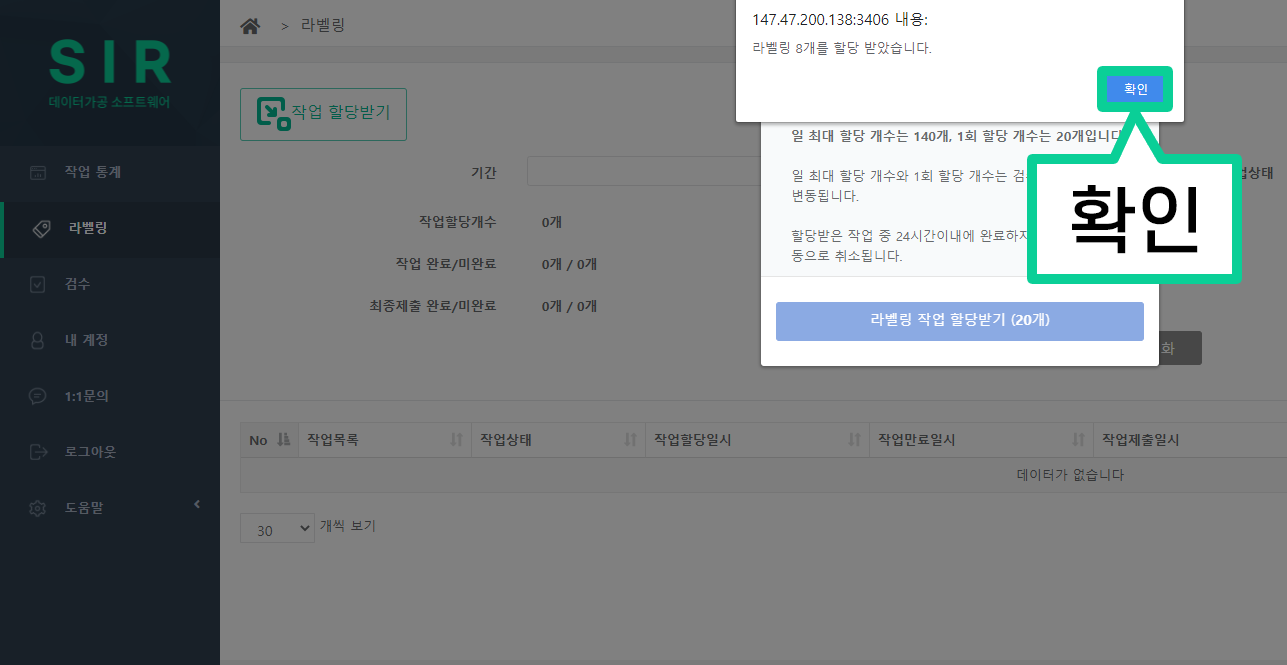 SIR
데이터가공 소프트웨어
작업 통계
라벨링
검수
내 계정
1:1문의
로그아웃
도움말
> 라벨링
작업 할당받기
147.47.200.138:3406 내용:
라벨링 8개를 할당 받았습니다.
확인
일 최대 할당 개수는 140개, 1회 할당 개수는 20개입니다
일 최대 할당 개수와 1회 할당 개수는
변동됩니다.
할당받은 작업 중 24시간이내에
동으로 취소됩니다.
라벨링 작업 할당받기 (20개)
확인
기간
작업할당개수 0개
작업 완료/미완료 0개 / 0개
최종제출 완료/미완료 0개 / 0개
화
No 작업목록 작업상태 작업할당일시 작업만료일시 작업제출일시
데이터가 없습니다
30 개씩 보기